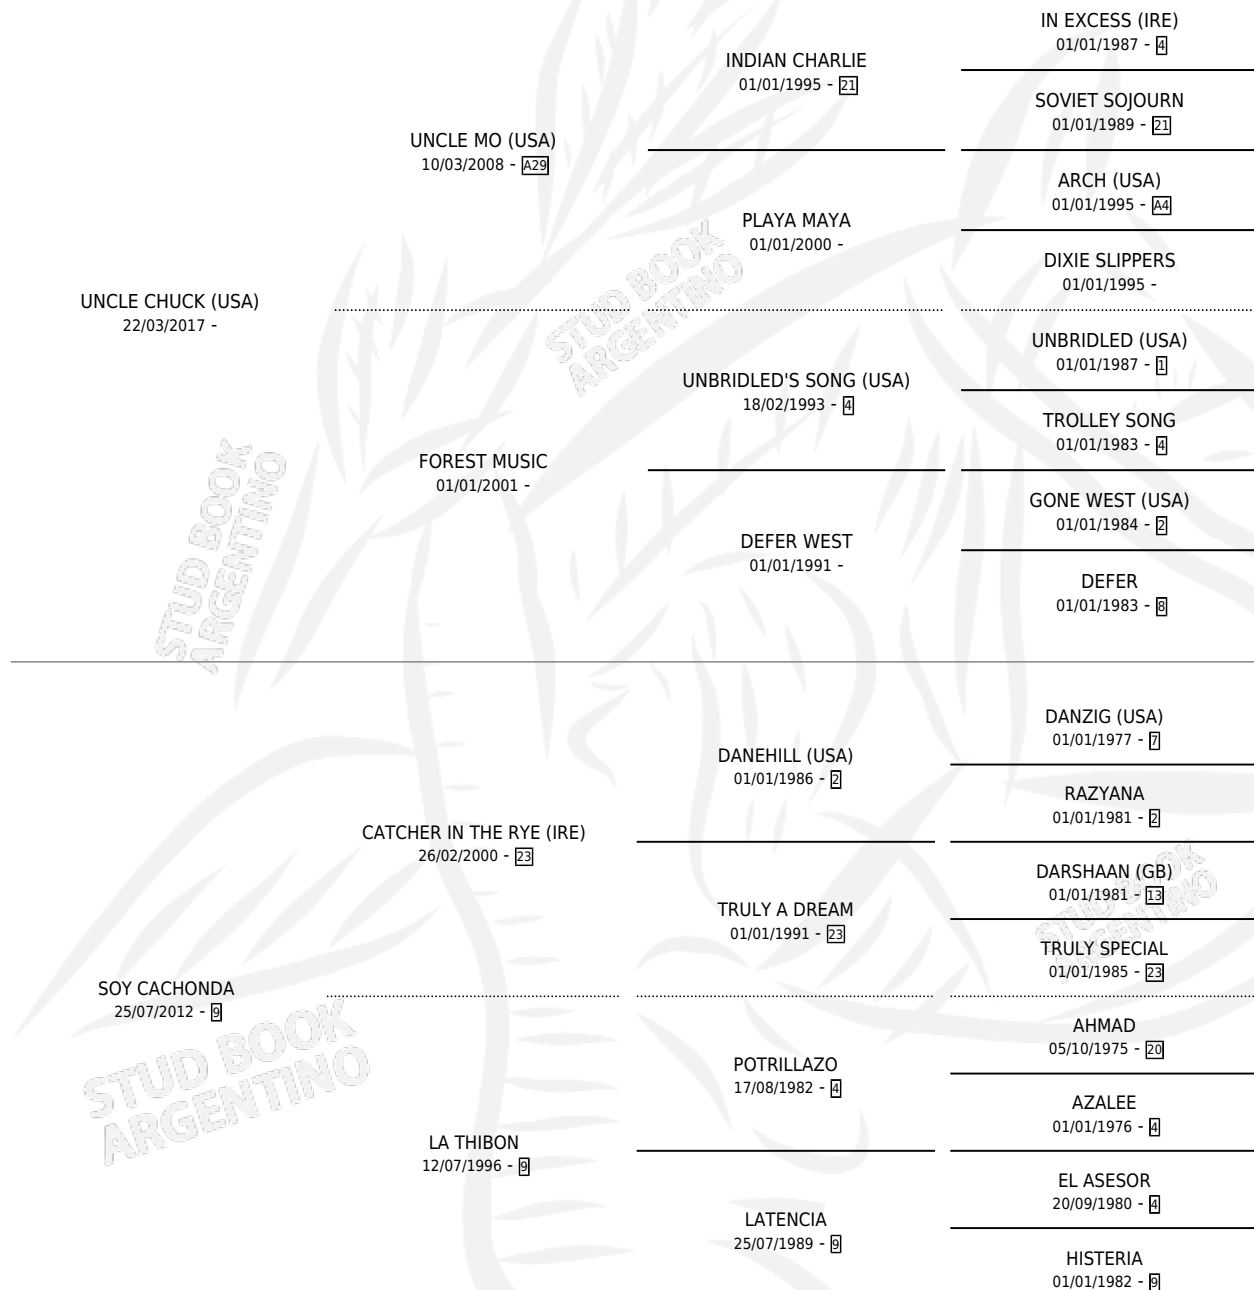 IN EXCESS (IRE)
01/01/1987 - 4
INDIAN CHARLIE
01/01/1995 - 21
SOVIET SOJOURN
01/01/1989 - 21
UNCLE MO (USA)
10/03/2008 - A29
ARCH (USA)
01/01/1995 - A4
PLAYA MAYA
01/01/2000 -
DIXIE SLIPPERS
01/01/1995 -
UNCLE CHUCK (USA)
22/03/2017 -
STUD BOOK
ARGENTINO
UNBRIDLED (USA)
01/01/1987 - 1
UNBRIDLED'S SONG (USA)
18/02/1993 - 4
TROLLEY SONG
01/01/1983 - 4
FOREST MUSIC
01/01/2001 -
GONE WEST (USA)
01/01/1984 - 2
DEFER WEST
01/01/1991 -
DEFER
01/01/1983 - 8
STUD BOOK
ARGENTINO
DANZIG (USA)
01/01/1977 - 7
DANEHILL (USA)
01/01/1986 - 2
RAZYANA
01/01/1981 - 2
CATCHER IN THE RYE (IRE)
26/02/2000 - 23
DARSHAAN (GB)
01/01/1981 - 13
TRULY A DREAM
01/01/1991 - 23
STUD BOOK
ARGENTINO
TRULY SPECIAL
01/01/1985 - 23
SOY CACHONDA
25/07/2012 - 9
AHMAD
05/10/1975 - 20
STUD BOOK
ARGENTINO
POTRILLAZO
17/08/1982 - 4
AZALEE
01/01/1976 - 4
LA THIBON
12/07/1996 - 9
EL ASESOR
20/09/1980 - 4
LATENCIA
25/07/1989 - 9
HISTERIA
01/01/1982 - 9